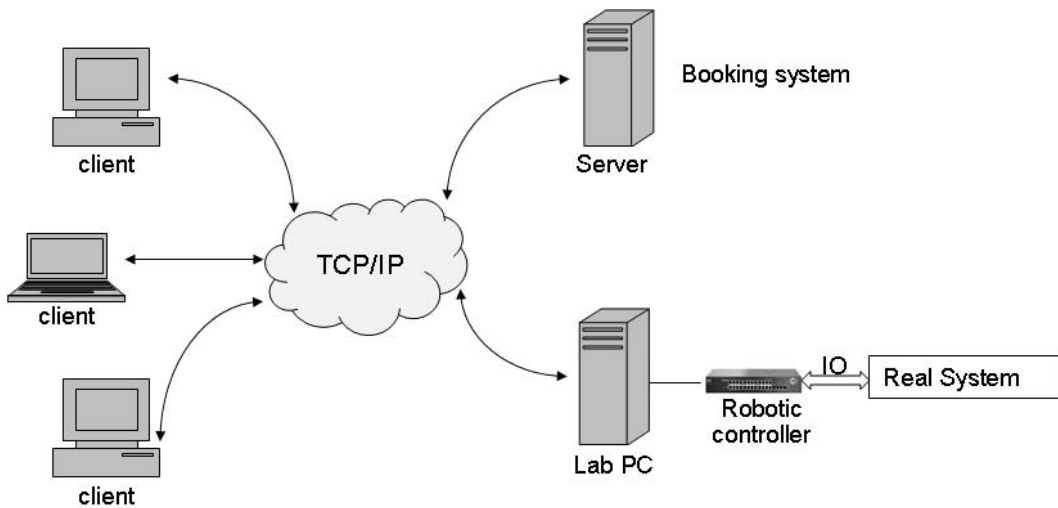 client
Booking system
Server
client
TCP/IP
client
Lab PC
Robotic
controller
IO
Real System